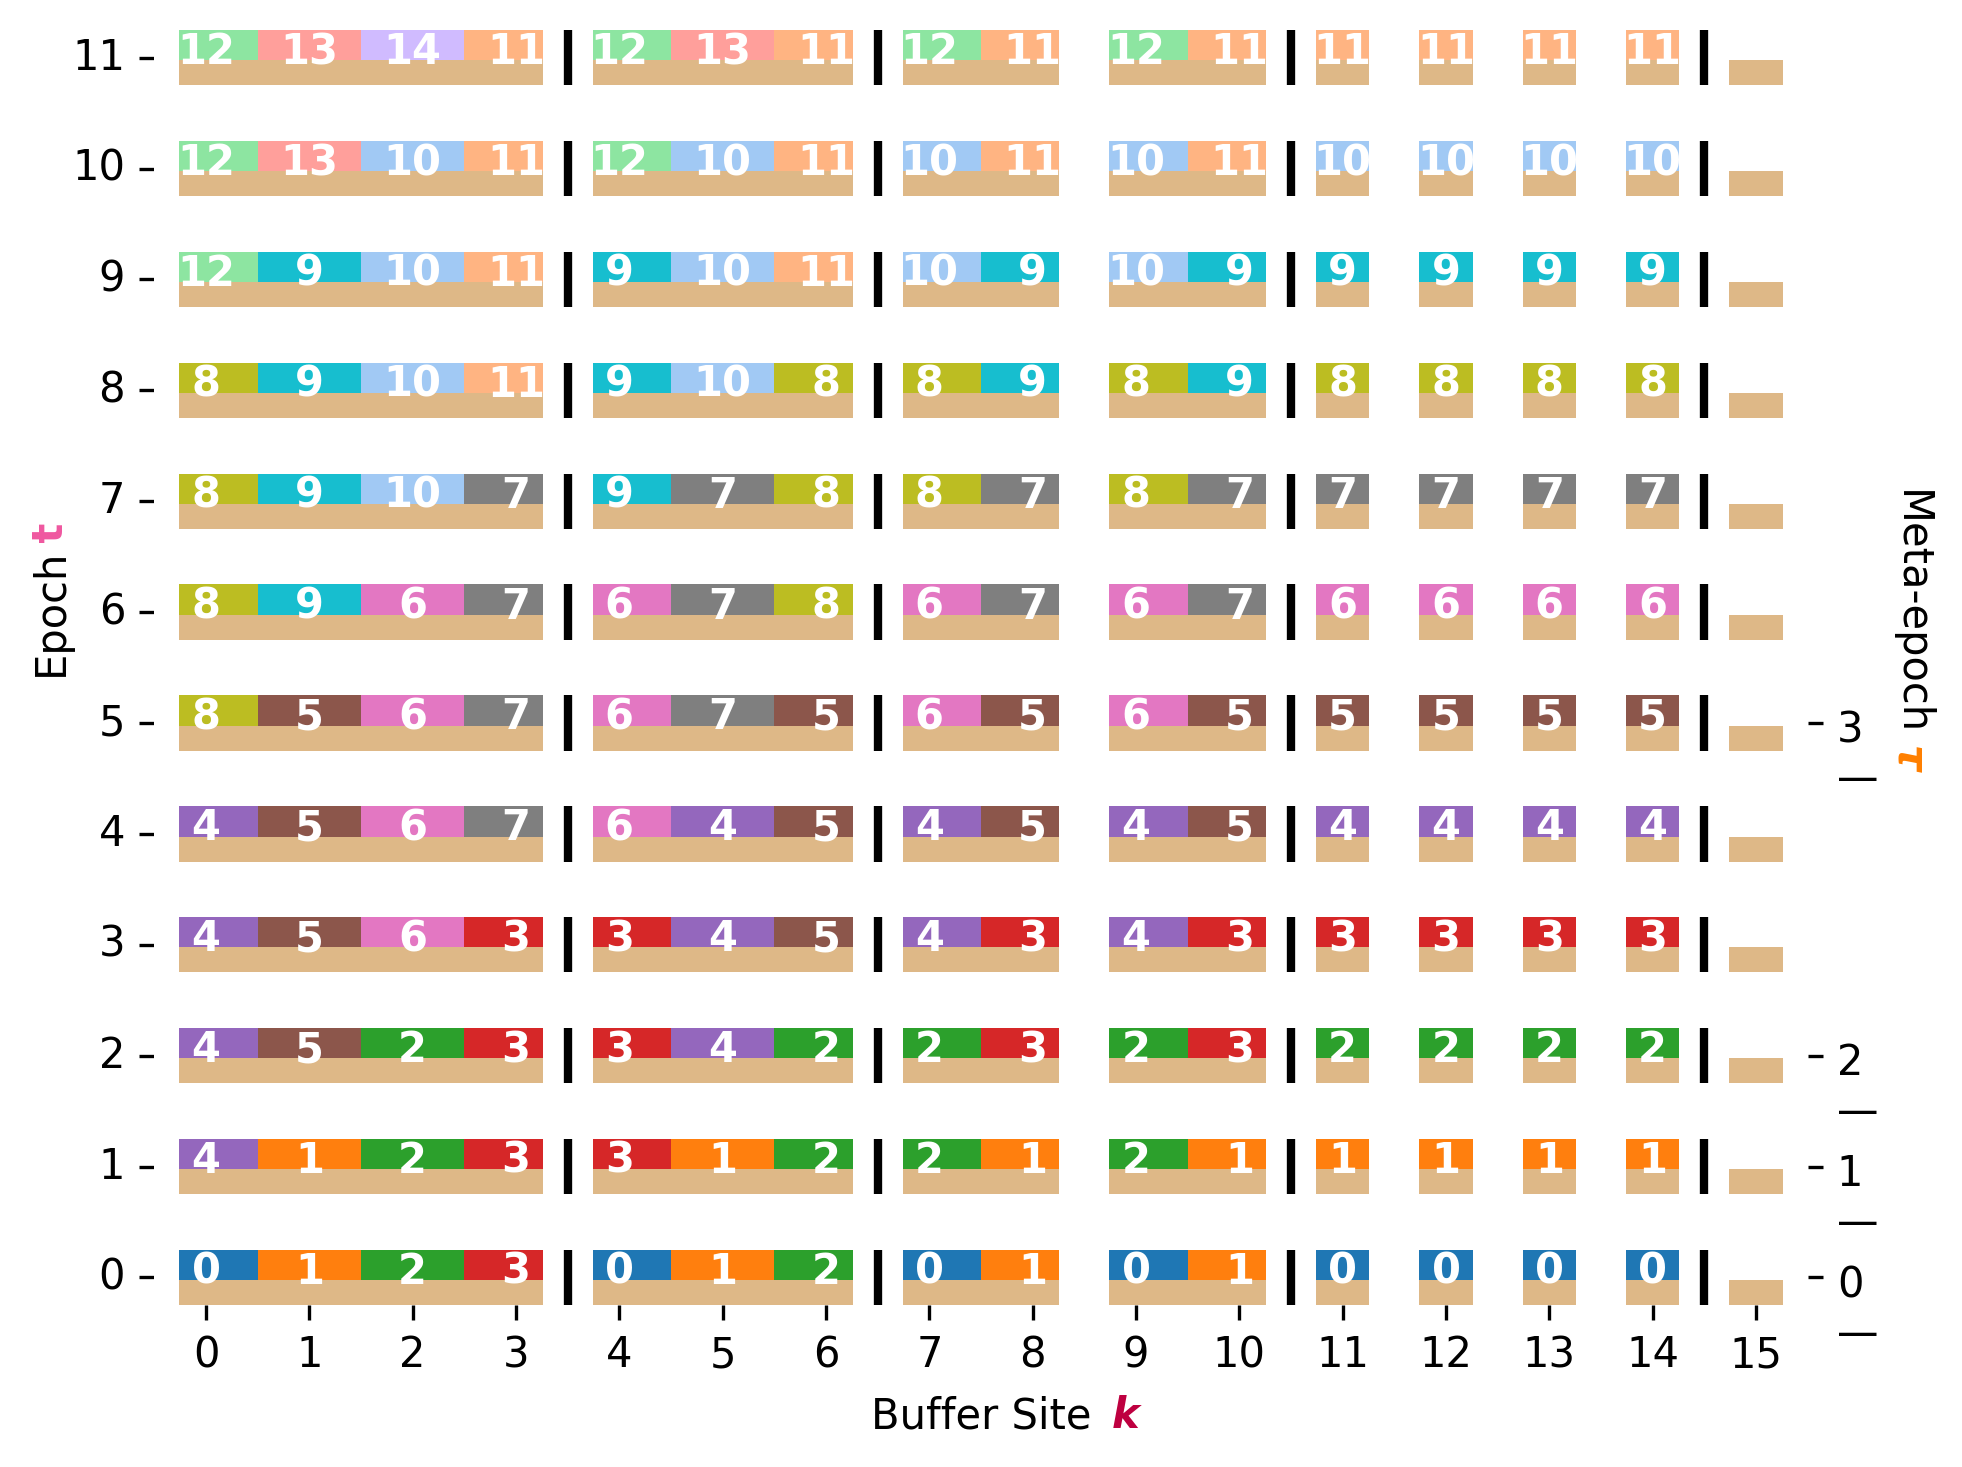 11 12 13 14 11 12 13 11 12 11 12 11 11 11 11 11
10 12 13 10 11 12 10 11 10 11 10 11 10 10 10 10
9 12 9 10 11 9 10 11 10 9 10 9 9 9 9 9
8 8 9 10 11 9 10 8 8 9 8 9 8 8 8 8
7 8 9 10 7 9 7 8 8 7 8 7 7 7 7 7
6 8 9 6 7 6 7 8 6 7 6 7 6 6 6 6
5 8 5 6 7 6 7 5 6 5 6 5 5 5 5 5 3
4 4 5 6 7 6 4 5 4 5 4 5 4 4 4 4
3 4 5 6 3 3 4 5 4 3 4 3 3 3 3 3
2 4 5 2 3 3 4 2 2 3 2 3 2 2 2 2 2
1 4 1 2 3 3 1 2 2 1 2 1 1 1 1 1 1
0 0 1 2 3 0 1 2 0 1 0 1 0 0 0 0 0
0 1 2 3 4 5 6 7 8 9 10 11 12 13 14 15
Buffer Site k
Epoch t
Meta-epoch τ